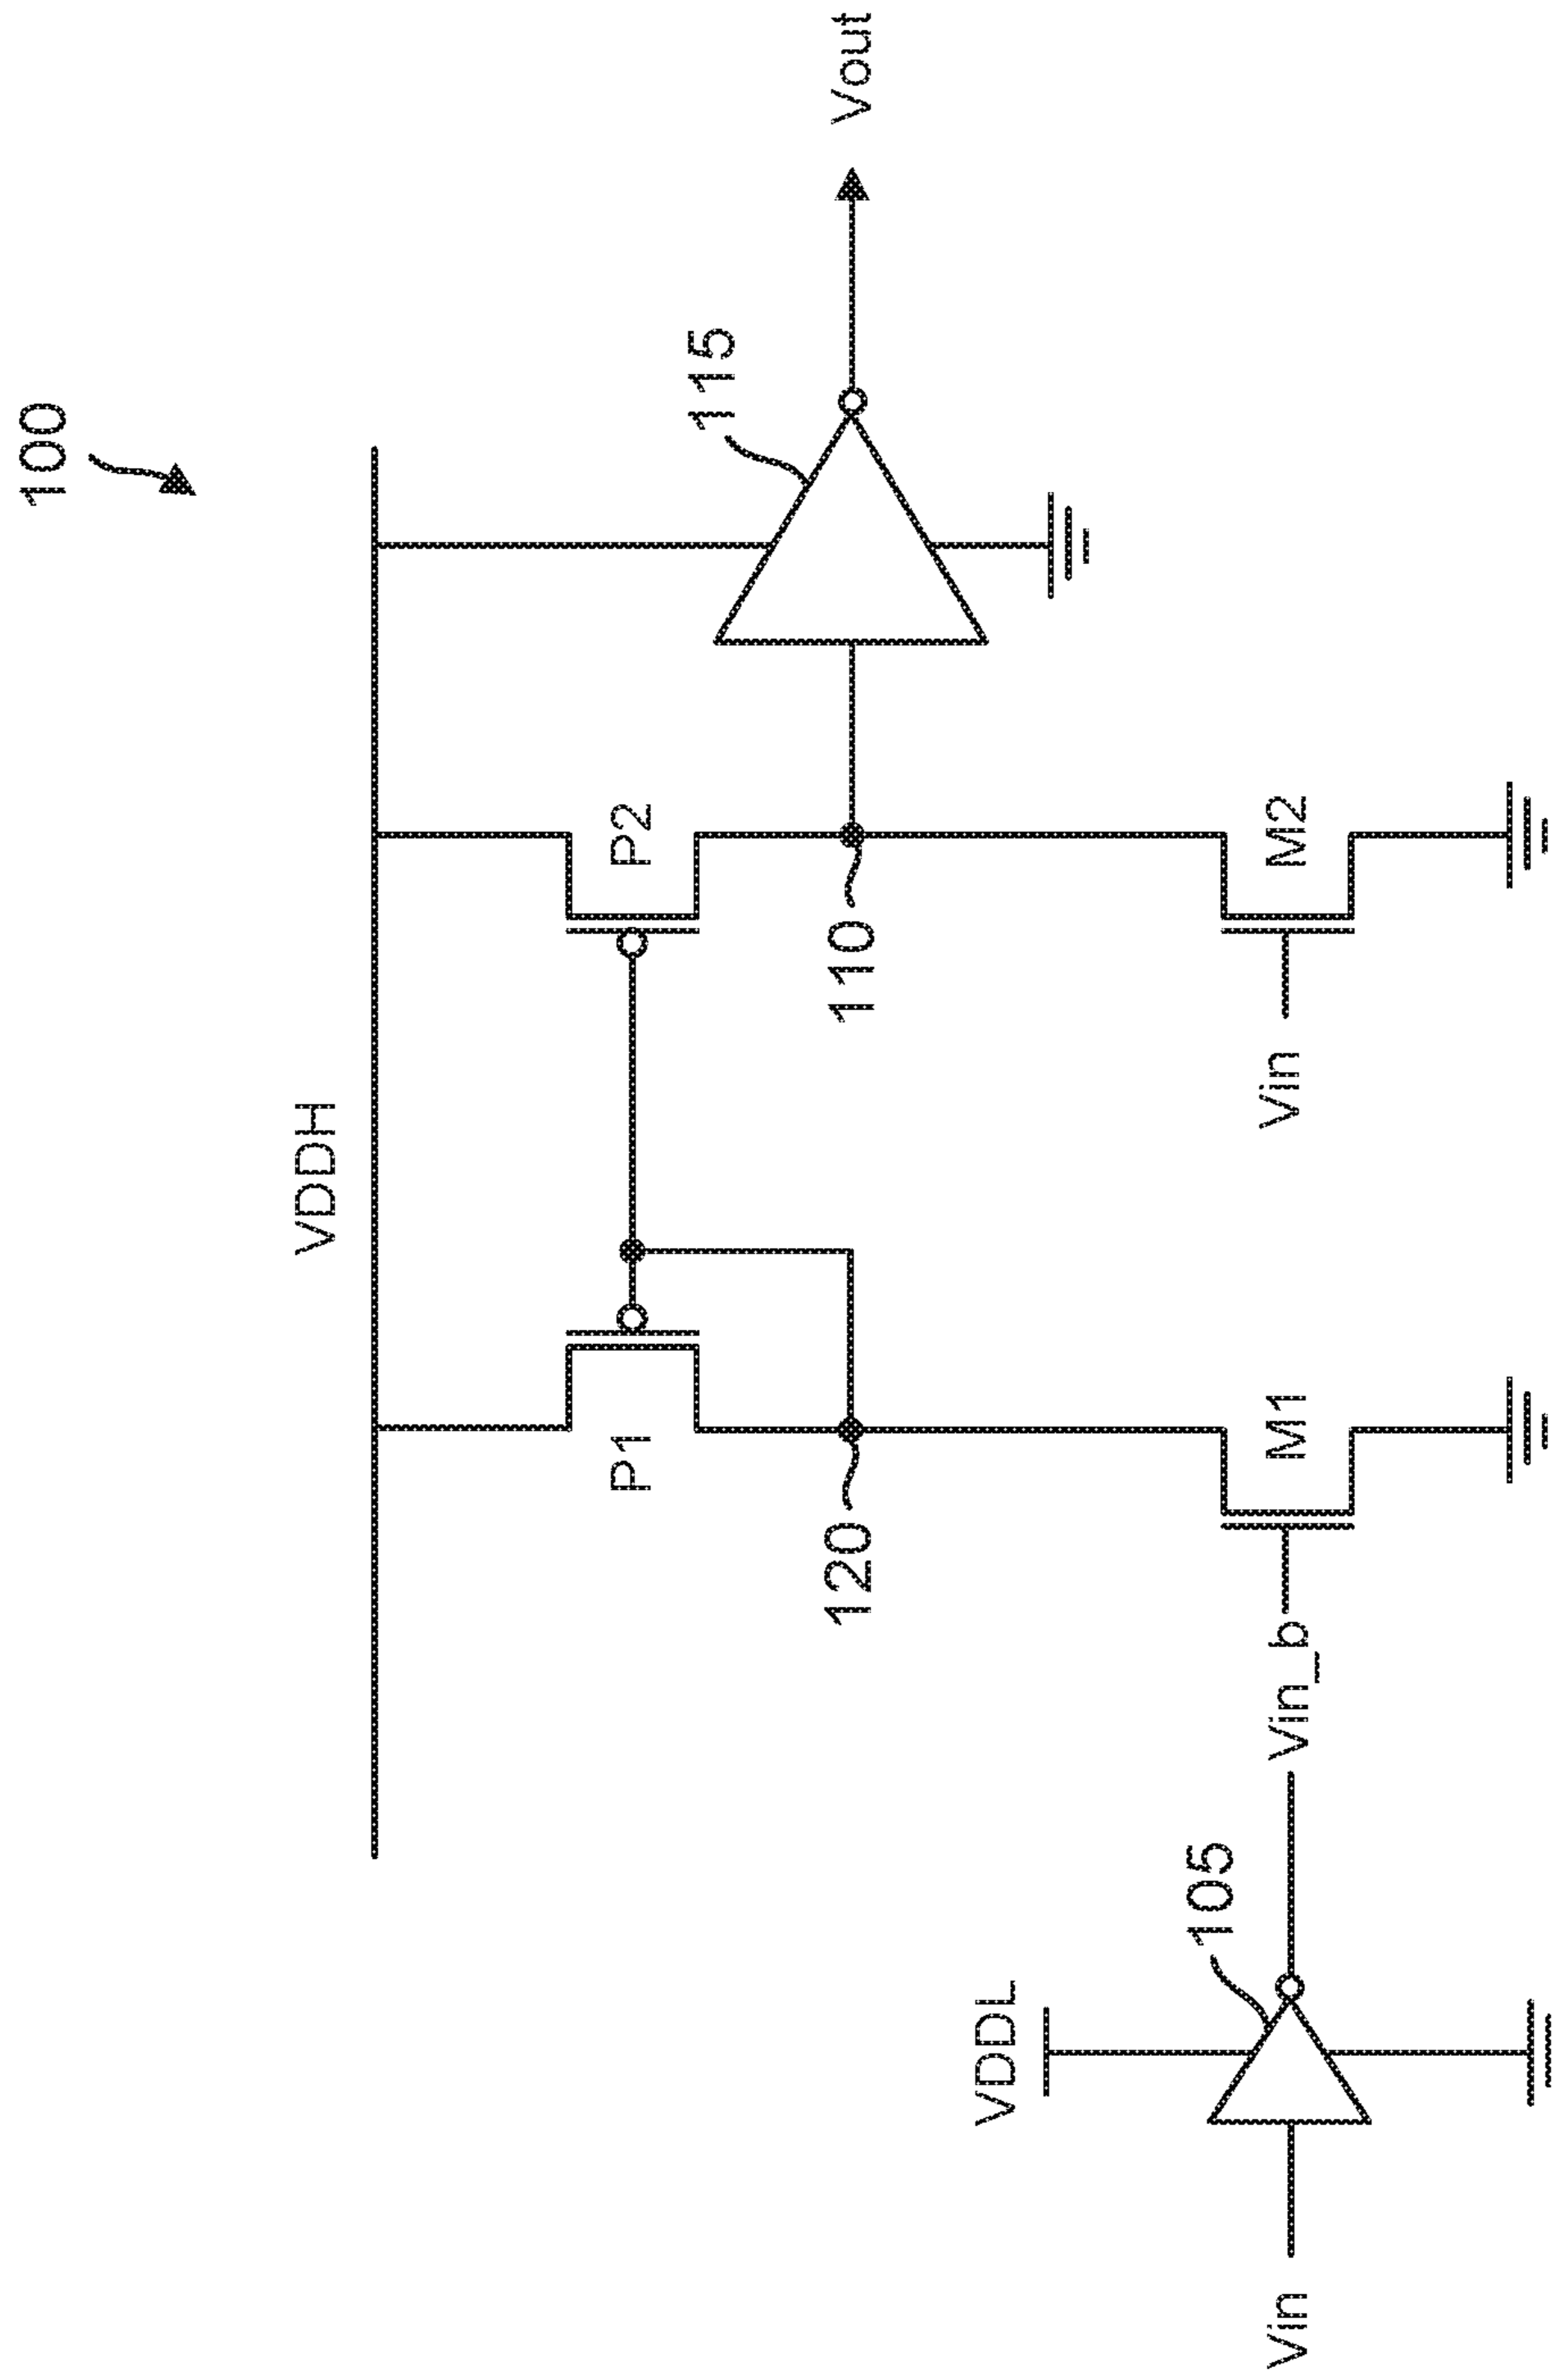 100
VDDH
P1
P2
115
Vout
120
110
VDDL
105
Vin
Vin_b
M1
Vin
M2